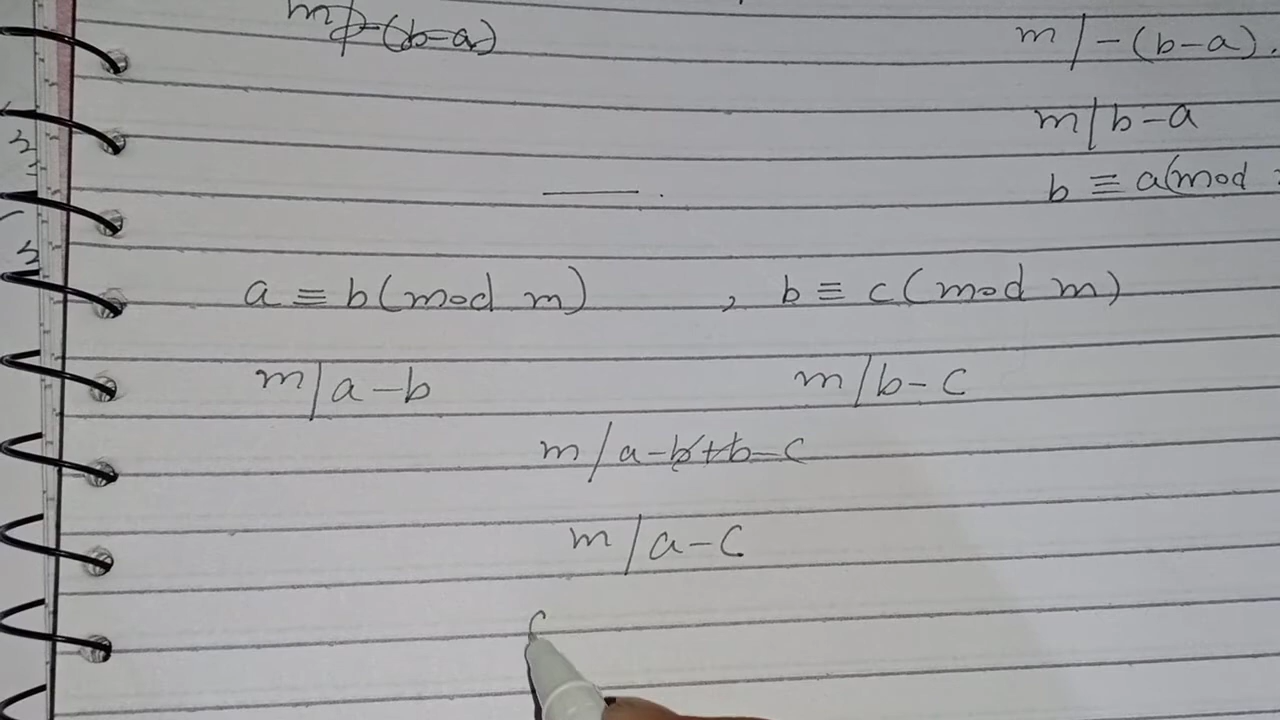 m∤-(b-a)
m/-(b-a).
m/b-a
b ≡ a(mod
a ≡ b(mod m) , b ≡ c(mod m)
m/a-b m/b-c
m/a-b+b-c
m/a-c